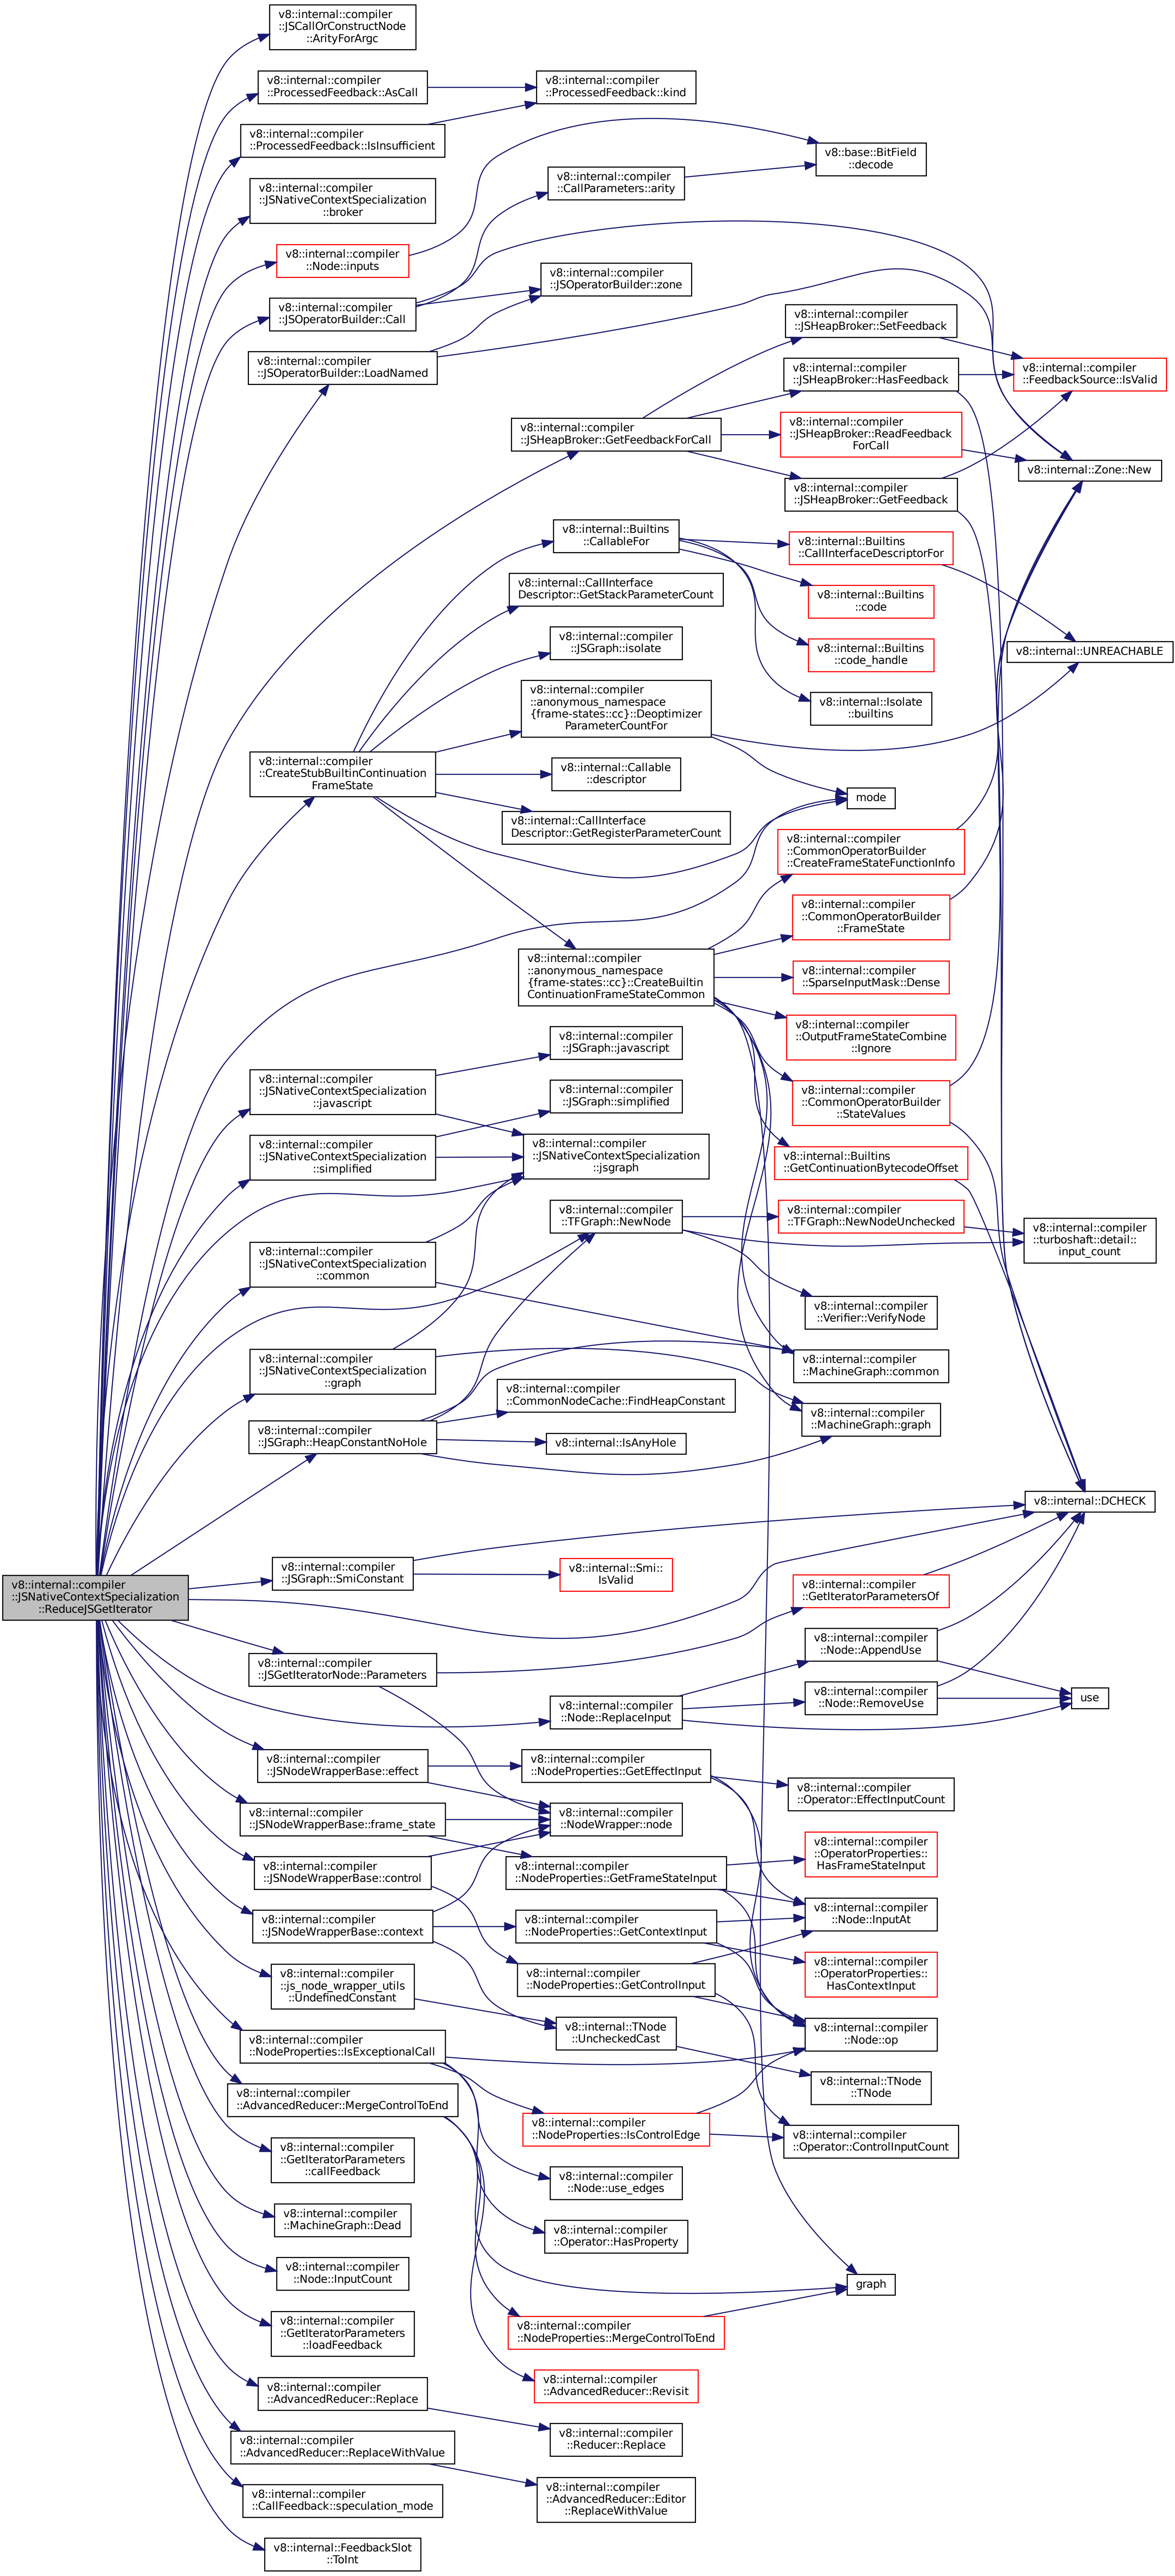 v8::internal::compiler
::JSNativeContextSpecialization
::ReduceJSGetIterator
v8::internal::compiler
::JSCallOrConstructNode
::ArityForArgc
v8::internal::compiler
::ProcessedFeedback::AsCall
v8::internal::compiler
::ProcessedFeedback::kind
v8::internal::compiler
::ProcessedFeedback::IsInsufficient
v8::internal::compiler
::JSNativeContextSpecialization
::broker
v8::internal::compiler
::Node::inputs
v8::base::BitField
::decode
v8::internal::compiler
::JSOperatorBuilder::Call
v8::internal::compiler
::CallParameters::arity
v8::internal::compiler
::JSOperatorBuilder::zone
v8::internal::compiler
::JSOperatorBuilder::LoadNamed
v8::internal::Zone::New
v8::internal::compiler
::JSHeapBroker::GetFeedbackForCall
v8::internal::compiler
::JSHeapBroker::SetFeedback
v8::internal::compiler
::JSHeapBroker::HasFeedback
v8::internal::compiler
::JSHeapBroker::ReadFeedback
ForCall
v8::internal::compiler
::JSHeapBroker::GetFeedback
v8::internal::compiler
::FeedbackSource::IsValid
v8::internal::compiler
::CreateStubBuiltinContinuation
FrameState
v8::internal::Builtins
::CallableFor
v8::internal::Builtins
::CallInterfaceDescriptorFor
v8::internal::Builtins
::code
v8::internal::Builtins
::code_handle
v8::internal::Isolate
::builtins
v8::internal::UNREACHABLE
v8::internal::CallInterface
Descriptor::GetStackParameterCount
v8::internal::compiler
::JSGraph::isolate
v8::internal::compiler
::anonymous_namespace
{frame-states::cc}::Deoptimizer
ParameterCountFor
v8::internal::Callable
::descriptor
v8::internal::CallInterface
Descriptor::GetRegisterParameterCount
mode
v8::internal::compiler
::anonymous_namespace
{frame-states::cc}::CreateBuiltin
ContinuationFrameStateCommon
v8::internal::compiler
::CommonOperatorBuilder
::CreateFrameStateFunctionInfo
v8::internal::compiler
::CommonOperatorBuilder
::FrameState
v8::internal::compiler
::SparseInputMask::Dense
v8::internal::compiler
::OutputFrameStateCombine
::Ignore
v8::internal::compiler
::CommonOperatorBuilder
::StateValues
v8::internal::Builtins
::GetContinuationBytecodeOffset
v8::internal::compiler
::JSNativeContextSpecialization
::javascript
v8::internal::compiler
::JSGraph::javascript
v8::internal::compiler
::JSNativeContextSpecialization
::simplified
v8::internal::compiler
::JSGraph::simplified
v8::internal::compiler
::JSNativeContextSpecialization
::jsgraph
v8::internal::compiler
::JSNativeContextSpecialization
::common
v8::internal::compiler
::TFGraph::NewNode
v8::internal::compiler
::TFGraph::NewNodeUnchecked
v8::internal::compiler
::turboshaft::detail::
input_count
v8::internal::compiler
::Verifier::VerifyNode
v8::internal::compiler
::MachineGraph::common
v8::internal::compiler
::JSNativeContextSpecialization
::graph
v8::internal::compiler
::MachineGraph::graph
v8::internal::compiler
::JSGraph::HeapConstantNoHole
v8::internal::compiler
::CommonNodeCache::FindHeapConstant
v8::internal::IsAnyHole
v8::internal::DCHECK
v8::internal::compiler
::JSGraph::SmiConstant
v8::internal::Smi::
IsValid
v8::internal::compiler
::GetIteratorParametersOf
v8::internal::compiler
::JSGetIteratorNode::Parameters
v8::internal::compiler
::Node::ReplaceInput
v8::internal::compiler
::Node::AppendUse
v8::internal::compiler
::Node::RemoveUse
use
v8::internal::compiler
::JSNodeWrapperBase::effect
v8::internal::compiler
::NodeProperties::GetEffectInput
v8::internal::compiler
::Operator::EffectInputCount
v8::internal::compiler
::JSNodeWrapperBase::frame_state
v8::internal::compiler
::NodeWrapper::node
v8::internal::compiler
::OperatorProperties::
HasFrameStateInput
v8::internal::compiler
::JSNodeWrapperBase::control
v8::internal::compiler
::NodeProperties::GetFrameStateInput
v8::internal::compiler
::Node::InputAt
v8::internal::compiler
::JSNodeWrapperBase::context
v8::internal::compiler
::NodeProperties::GetContextInput
v8::internal::compiler
::OperatorProperties::
HasContextInput
v8::internal::compiler
::js_node_wrapper_utils
::UndefinedConstant
v8::internal::compiler
::NodeProperties::GetControlInput
v8::internal::compiler
::Node::op
v8::internal::TNode
::UncheckedCast
v8::internal::TNode
::TNode
v8::internal::compiler
::NodeProperties::IsExceptionalCall
v8::internal::compiler
::NodeProperties::IsControlEdge
v8::internal::compiler
::Operator::ControlInputCount
v8::internal::compiler
::AdvancedReducer::MergeControlToEnd
v8::internal::compiler
::Node::use_edges
v8::internal::compiler
::GetIteratorParameters
::callFeedback
v8::internal::compiler
::Operator::HasProperty
v8::internal::compiler
::MachineGraph::Dead
v8::internal::compiler
::Node::InputCount
graph
v8::internal::compiler
::GetIteratorParameters
::loadFeedback
v8::internal::compiler
::NodeProperties::MergeControlToEnd
v8::internal::compiler
::AdvancedReducer::Revisit
v8::internal::compiler
::AdvancedReducer::Replace
v8::internal::compiler
::Reducer::Replace
v8::internal::compiler
::AdvancedReducer::ReplaceWithValue
v8::internal::compiler
::AdvancedReducer::Editor
::ReplaceWithValue
v8::internal::compiler
::CallFeedback::speculation_mode
v8::internal::FeedbackSlot
::ToInt